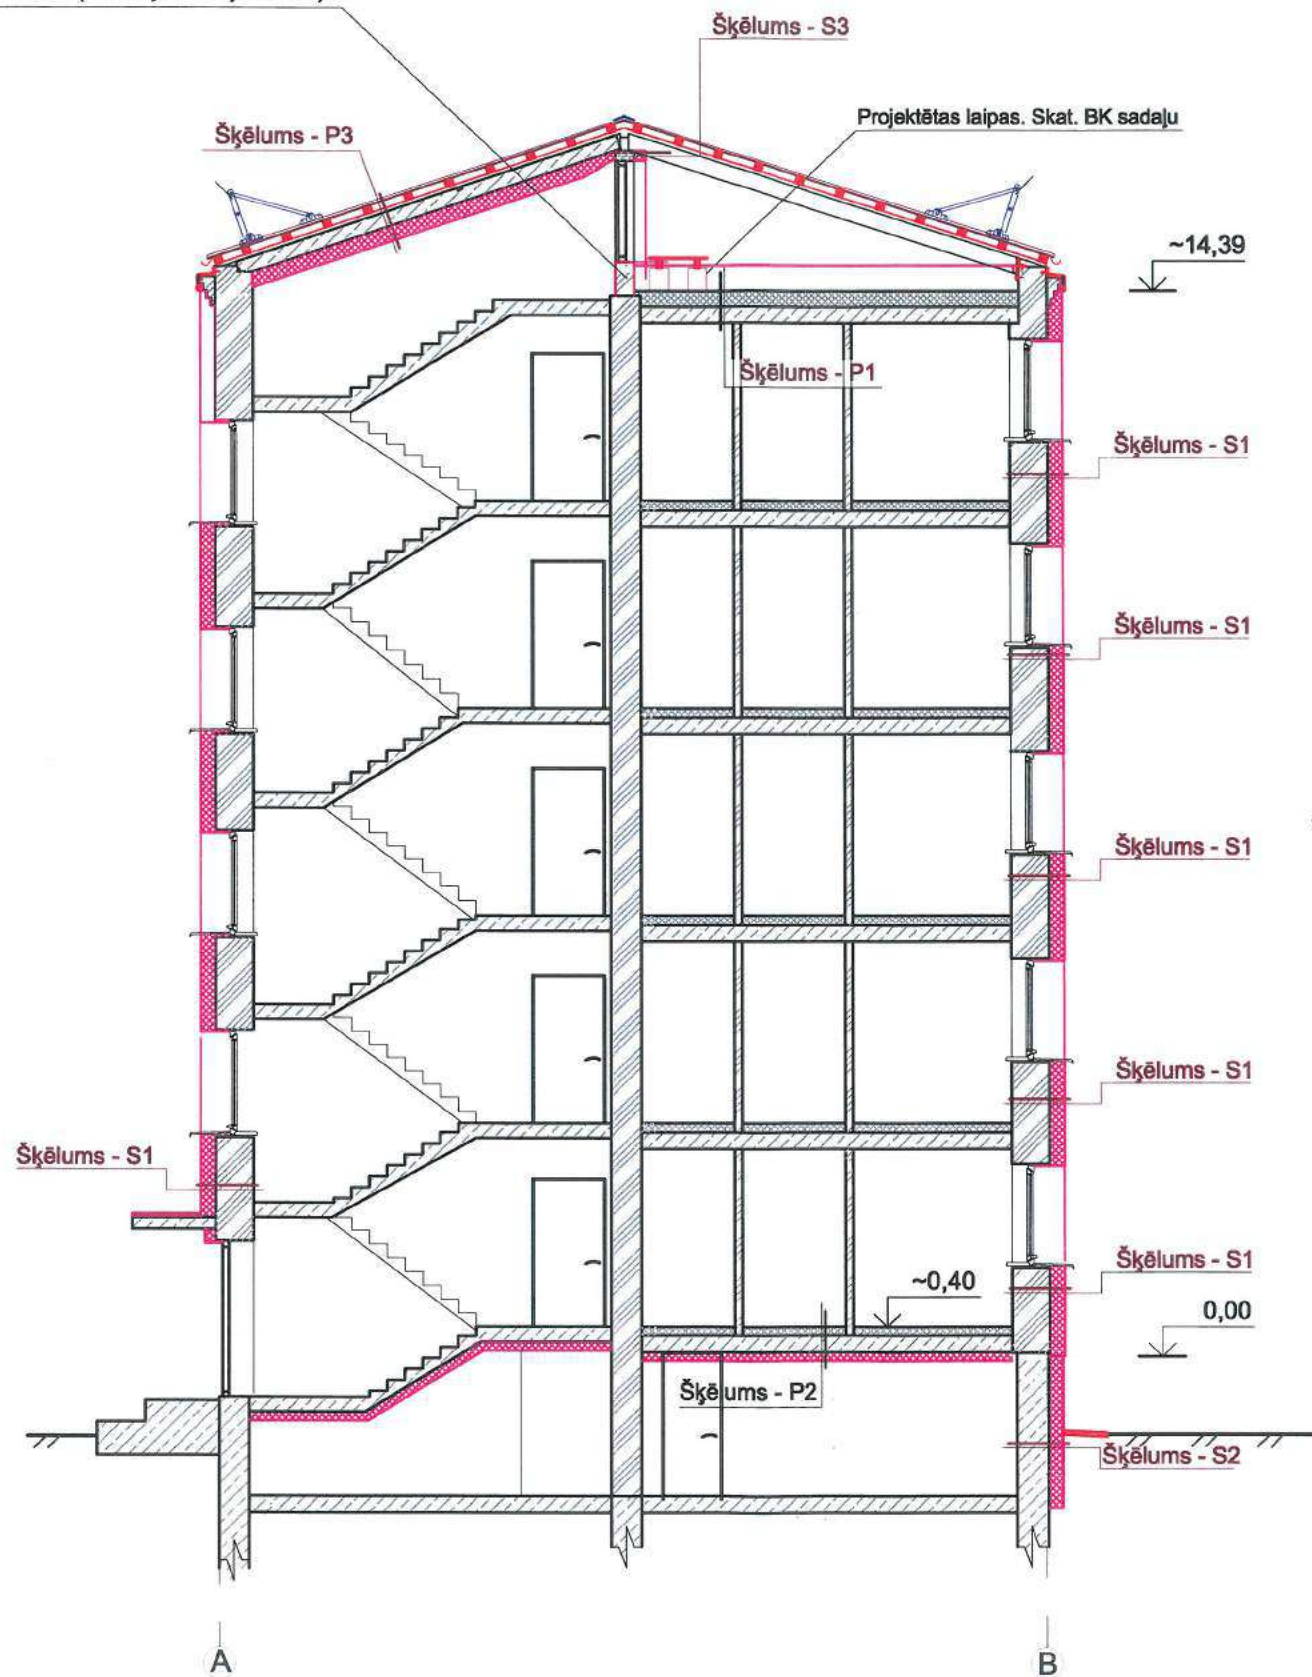 Šķēlums - S3
Projektētas laipas. Skat. BK sadaļu
Šķēlums - P3
~14,39
Šķēlums - P1
Šķēlums - S1
Šķēlums - S1
Šķēlums - S1
Šķēlums - S1
Šķēlums - S1
Šķēlums - S1
~0,40
0,00
Šķēlums - P2
Šķēlums - S2
A
B